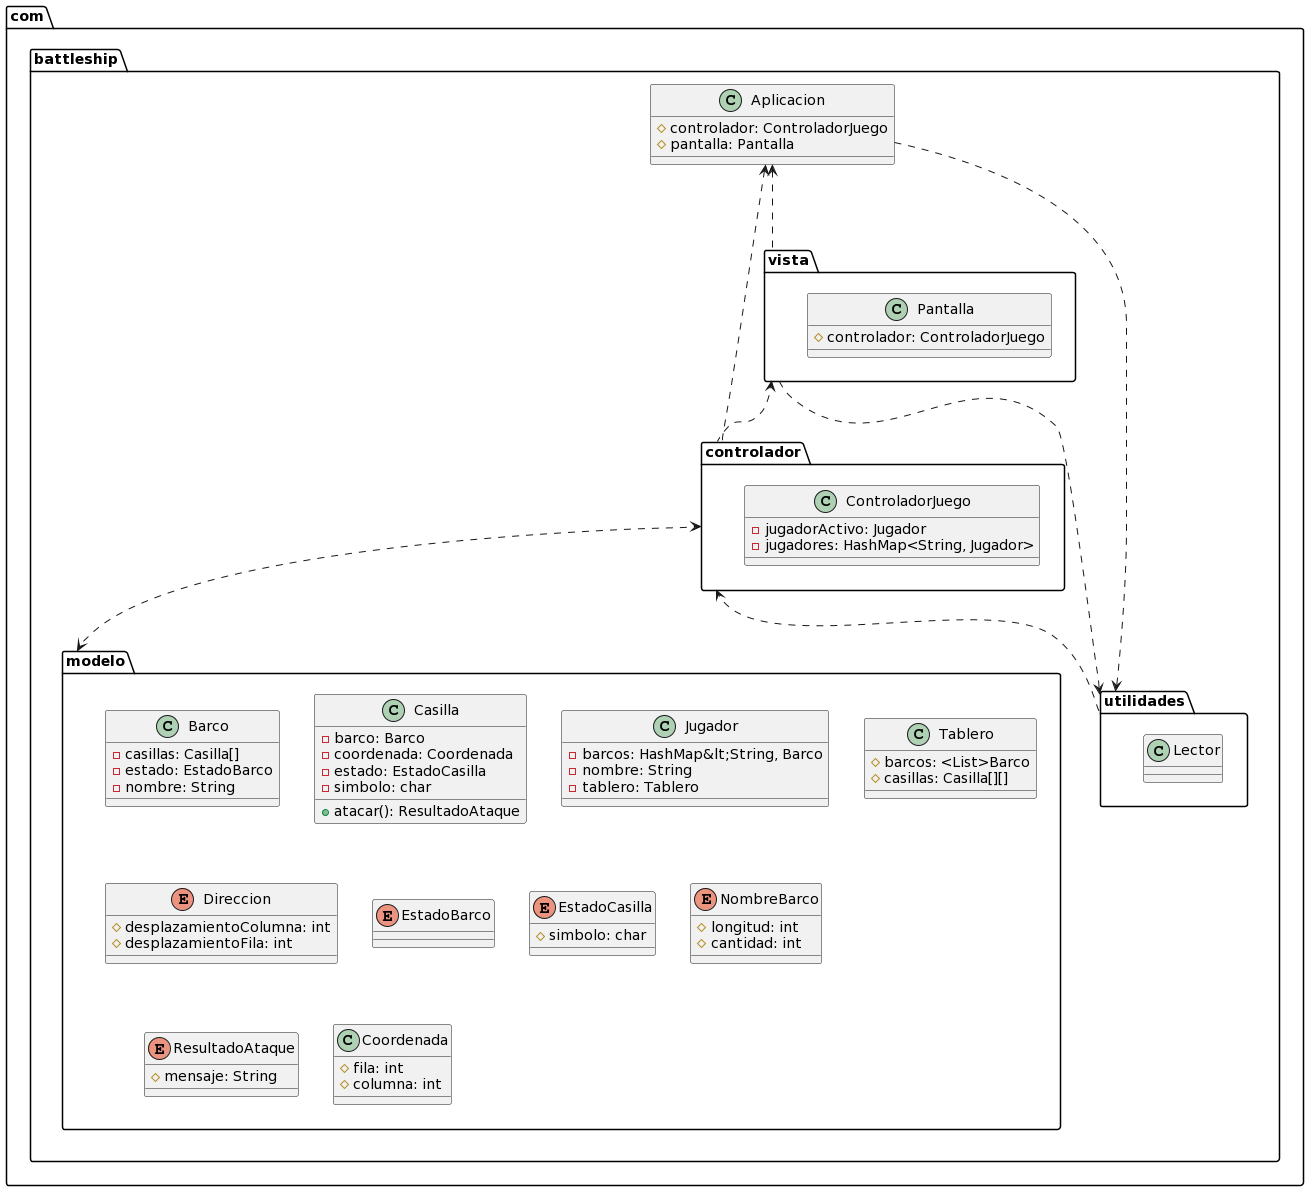 com
battleship
C Aplicacion
controlador: ControladorJuego
pantalla: Pantalla
vista
C Pantalla
controlador: ControladorJuego
controlador
C ControladorJuego
jugadorActivo: Jugador
jugadores: HashMap<String, Jugador>
modelo
C Barco
casillas: Casilla[]
estado: EstadoBarco
nombre: String
C Casilla
barco: Barco
coordenada: Coordenada
estado: EstadoCasilla
simbolo: char
atacar(): ResultadoAtaque
C Jugador
barcos: HashMap&lt;String, Barco
nombre: String
tablero: Tablero
C Tablero
barcos: <List>Barco
casillas: Casilla[][]
utilidades
C Lector
E Direccion
desplazamientoColumna: int
desplazamientoFila: int
E EstadoBarco
E EstadoCasilla
simbolo: char
E NombreBarco
longitud: int
cantidad: int
E ResultadoAtaque
mensaje: String
C Coordenada
fila: int
columna: int